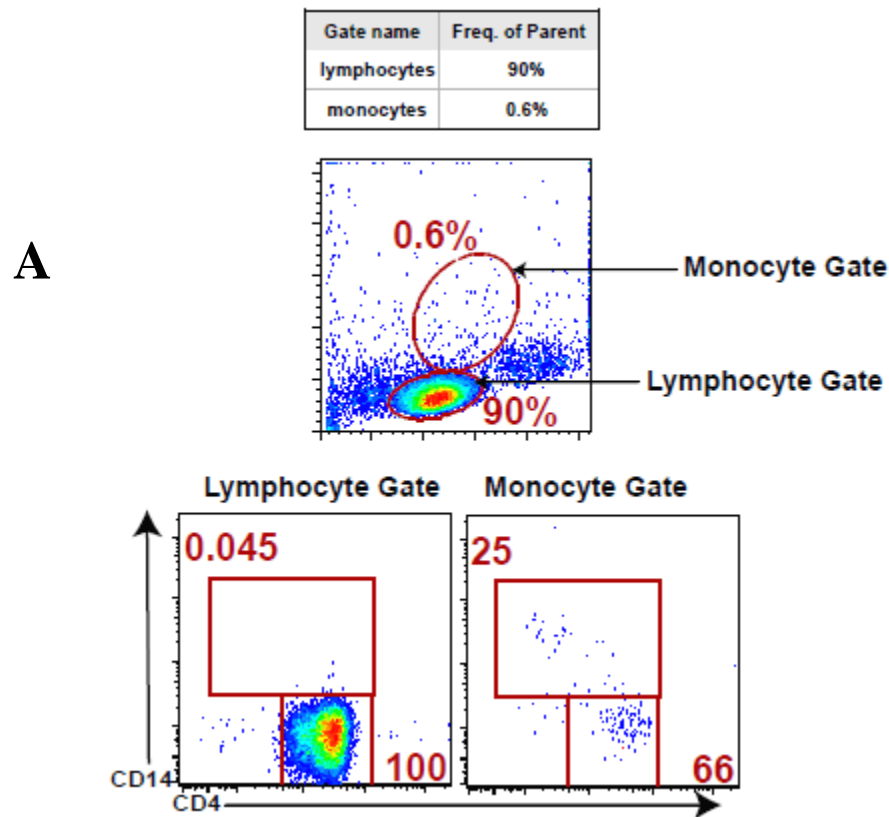 Gate name Freq. of Parent
lymphocytes 90%
monocytes 0.6%
A
0.6%
Monocyte Gate
Lymphocyte Gate
90%
Lymphocyte Gate Monocyte Gate
0.045 25
100 66
CD14
CD4